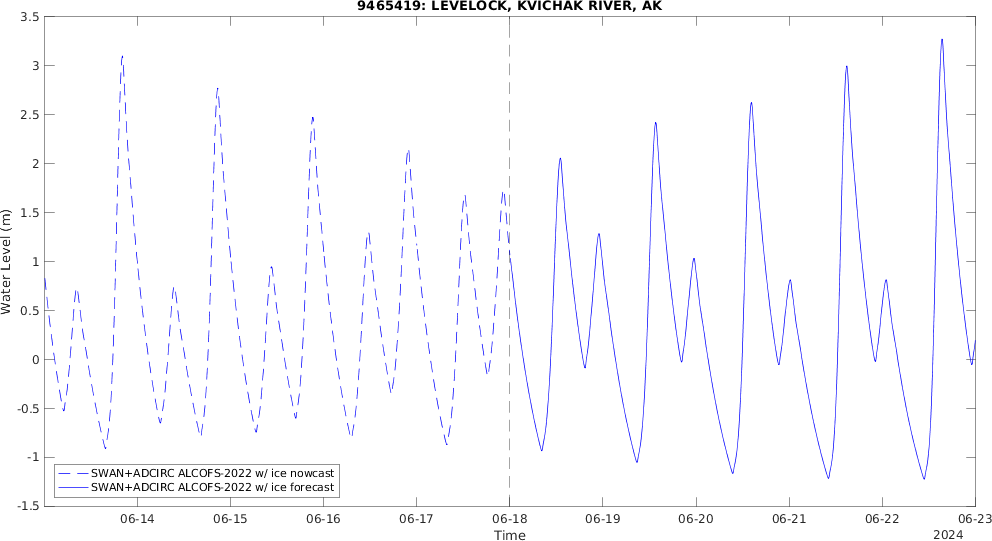 9465419: LEVELOCK, KVICHAK RIVER, AK
Water Level (m)
3.5
3
2.5
2
1.5
1
0.5
0
-0.5
-1
-1.5
SWAN+ADCIRC ALCOFS-2022 w/ ice nowcast
SWAN+ADCIRC ALCOFS-2022 w/ ice forecast
06-14 06-15 06-16 06-17 06-18 06-19 06-20 06-21 06-22 06-23
Time
2024